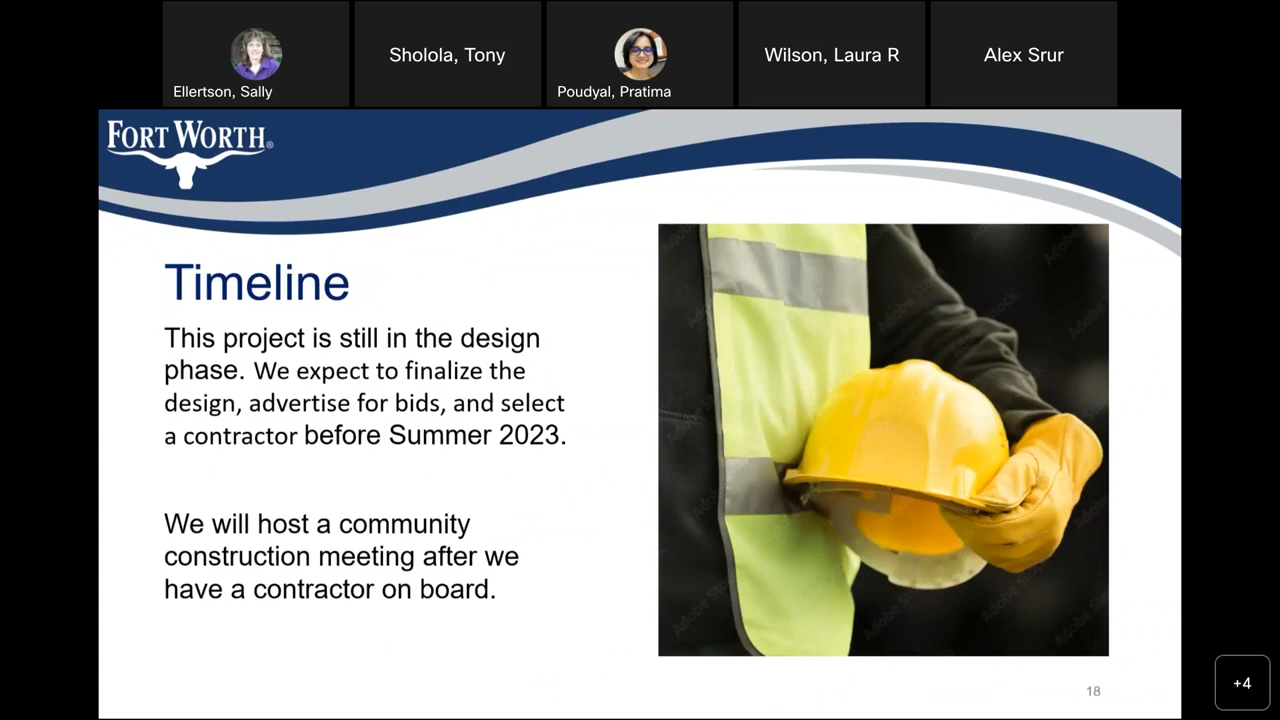 Ellertson, Sally
Sholola, Tony
Poudyal, Pratima
Wilson, Laura R
Alex Srur
FORT WORTH®
Timeline
This project is still in the design
phase. We expect to finalize the
design, advertise for bids, and select
a contractor before Summer 2023.
We will host a community
construction meeting after we
have a contractor on board.
18
+4